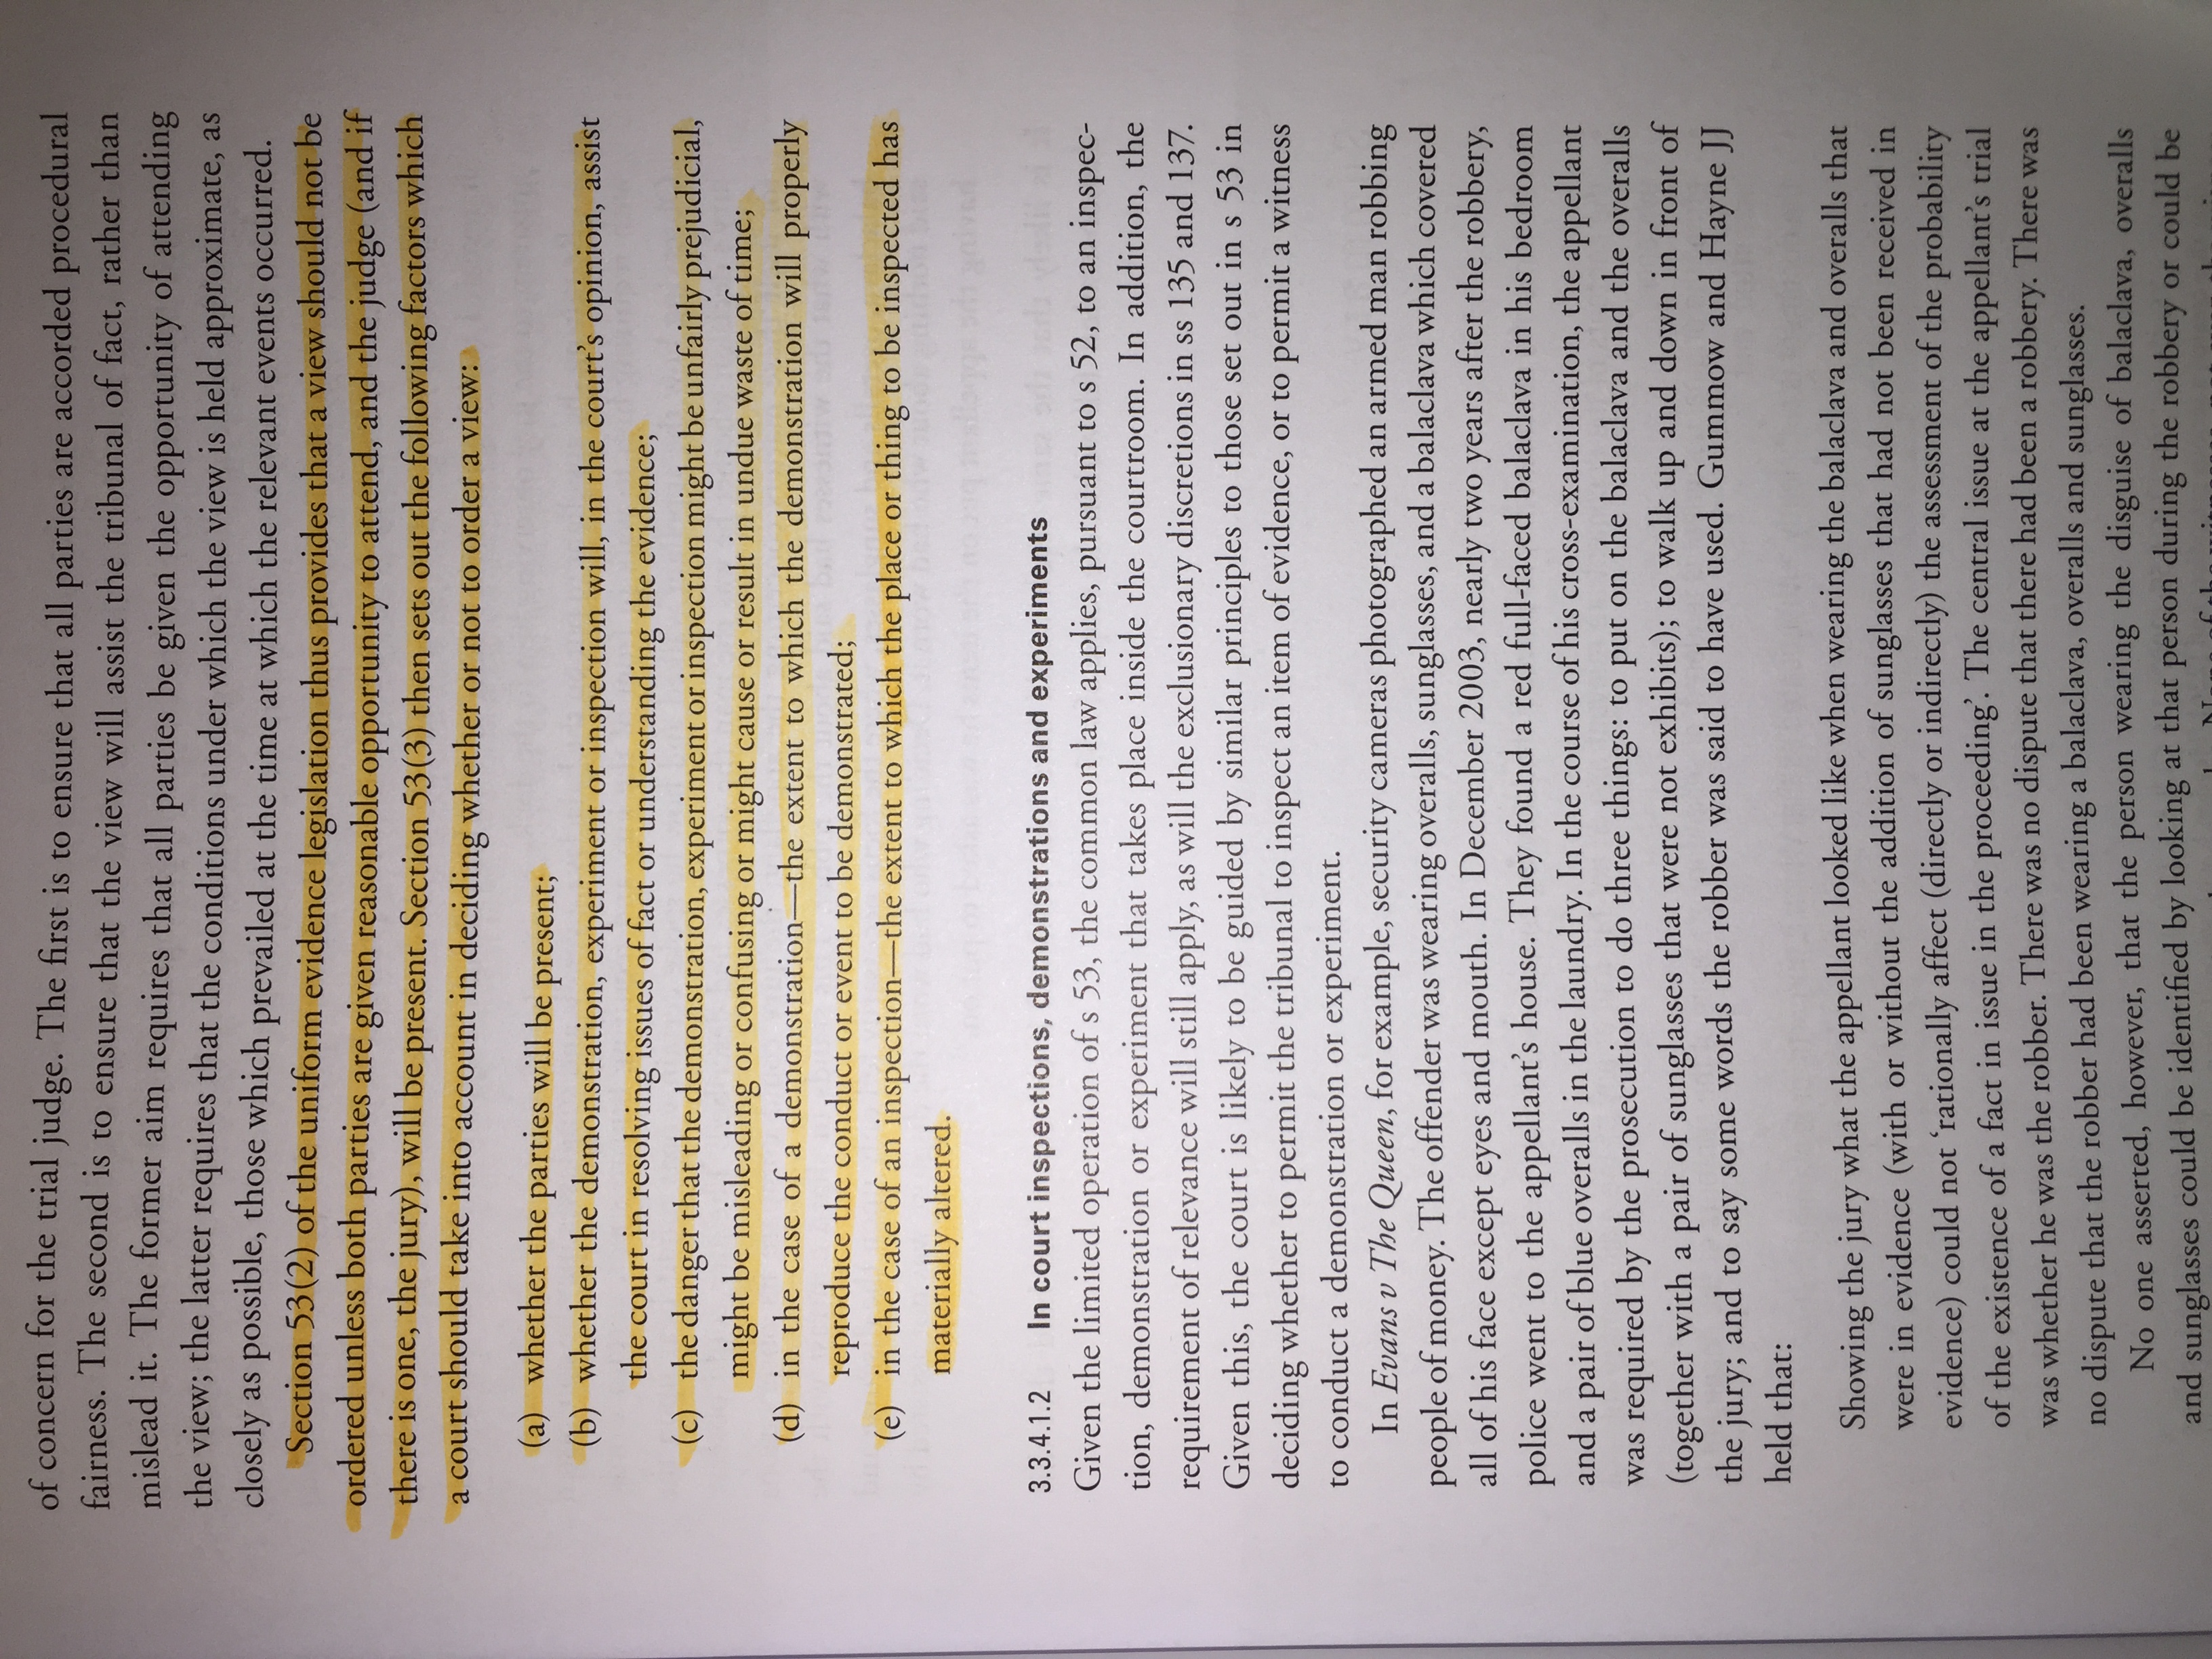 of concern for the trial judge. The first is to ensure that all parties are accorded procedural
fairness. The second is to ensure that the view will assist the tribunal of fact, rather than
mislead it. The former aim requires that all parties be given the opportunity of attending
the view; the latter requires that the conditions under which the view is held approximate, as
closely as possible, those which prevailed at the time at which the relevant events occurred.
Section 53(2) of the uniform evidence legislation thus provides that a view should not be
ordered unless both parties are given reasonable opportunity to attend, and the judge (and if
there is one, the jury), will be present. Section 53(3) then sets out the following factors which
a court should take into account in deciding whether or not to order a view:
(a) whether the parties will be present;
(b) whether the demonstration, experiment or inspection will, in the court's opinion, assist
the court in resolving issues of fact or understanding the evidence;
(c) the danger that the demonstration, experiment or inspection might be unfairly prejudicial,
might be misleading or confusing or might cause or result in undue waste of time;
(d) in the case of a demonstration—the extent to which the demonstration will properly
reproduce the conduct or event to be demonstrated;
(e) in the case of an inspection—the extent to which the place or thing to be inspected has
materially altered.
3.3.4.1.2 In court inspections, demonstrations and experiments
Given the limited operation of s 53, the common law applies, pursuant to s 52, to an inspec-
tion, demonstration or experiment that takes place inside the courtroom. In addition, the
requirement of relevance will still apply, as will the exclusionary discretions in ss 135 and 137.
Given this, the court is likely to be guided by similar principles to those set out in s 53 in
deciding whether to permit the tribunal to inspect an item of evidence, or to permit a witness
to conduct a demonstration or experiment.
In Evans v The Queen, for example, security cameras photographed an armed man robbing
people of money. The offender was wearing overalls, sunglasses, and a balaclava which covered
all of his face except eyes and mouth. In December 2003, nearly two years after the robbery,
police went to the appellant's house. They found a red full-faced balaclava in his bedroom
and a pair of blue overalls in the laundry. In the course of his cross-examination, the appellant
was required by the prosecution to do three things: to put on the balaclava and the overalls
(together with a pair of sunglasses that were not exhibits); to walk up and down in front of
the jury; and to say some words the robber was said to have used. Gummow and Hayne JJ
held that:
Showing the jury what the appellant looked like when wearing the balaclava and overalls that
were in evidence (with or without the addition of sunglasses that had not been received in
evidence) could not 'rationally affect (directly or indirectly) the assessment of the probability
of the existence of a fact in issue in the proceeding'. The central issue at the appellant's trial
was whether he was the robber. There was no dispute that there had been a robbery. There was
no dispute that the robber had been wearing a balaclava, overalls and sunglasses.
No one asserted, however, that the person wearing the disguise of balaclava, overalls
and sunglasses could be identified by looking at that person during the robbery or could be